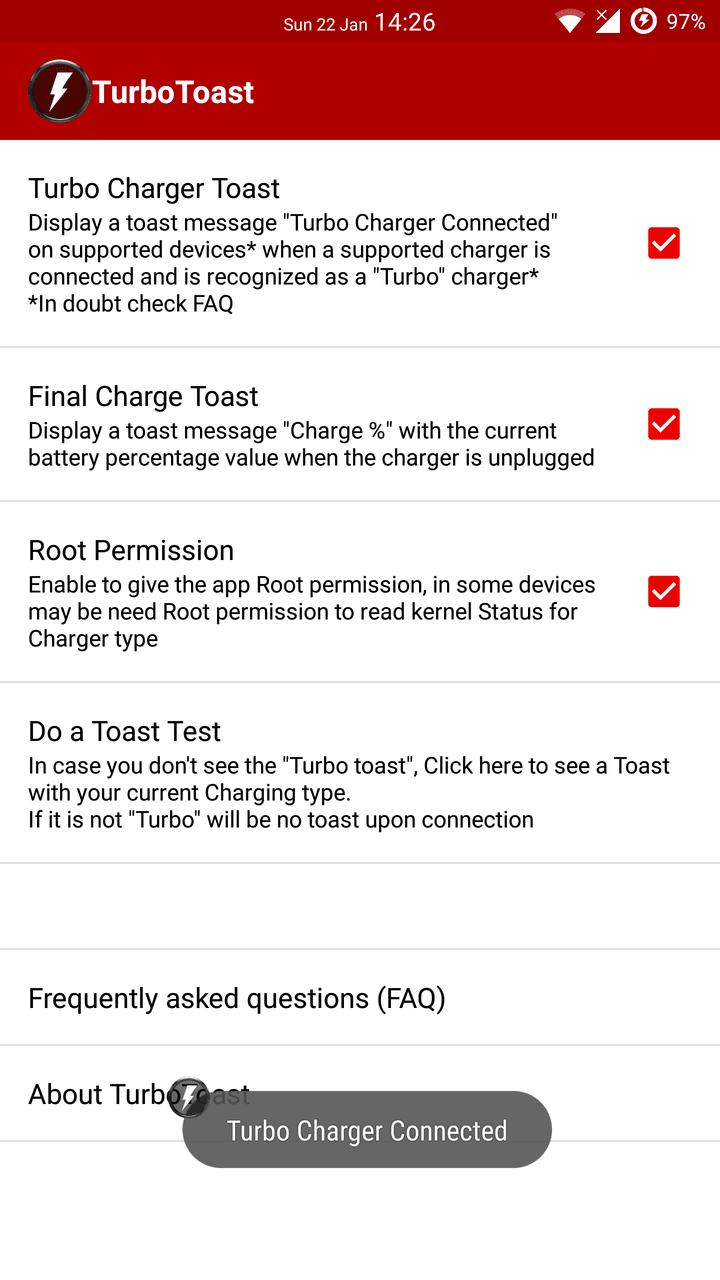 Sun 22 Jan 14:26 97%
TurboToast
Turbo Charger Toast
Display a toast message "Turbo Charger Connected"
on supported devices* when a supported charger is
connected and is recognized as a "Turbo" charger*
*In doubt check FAQ
Final Charge Toast
Display a toast message "Charge %" with the current
battery percentage value when the charger is unplugged
Root Permission
Enable to give the app Root permission, in some devices
may be need Root permission to read kernel Status for
Charger type
Do a Toast Test
In case you don't see the "Turbo toast", Click here to see a Toast
with your current Charging type.
If it is not "Turbo" will be no toast upon connection
Frequently asked questions (FAQ)
About TurboToast
Turbo Charger Connected